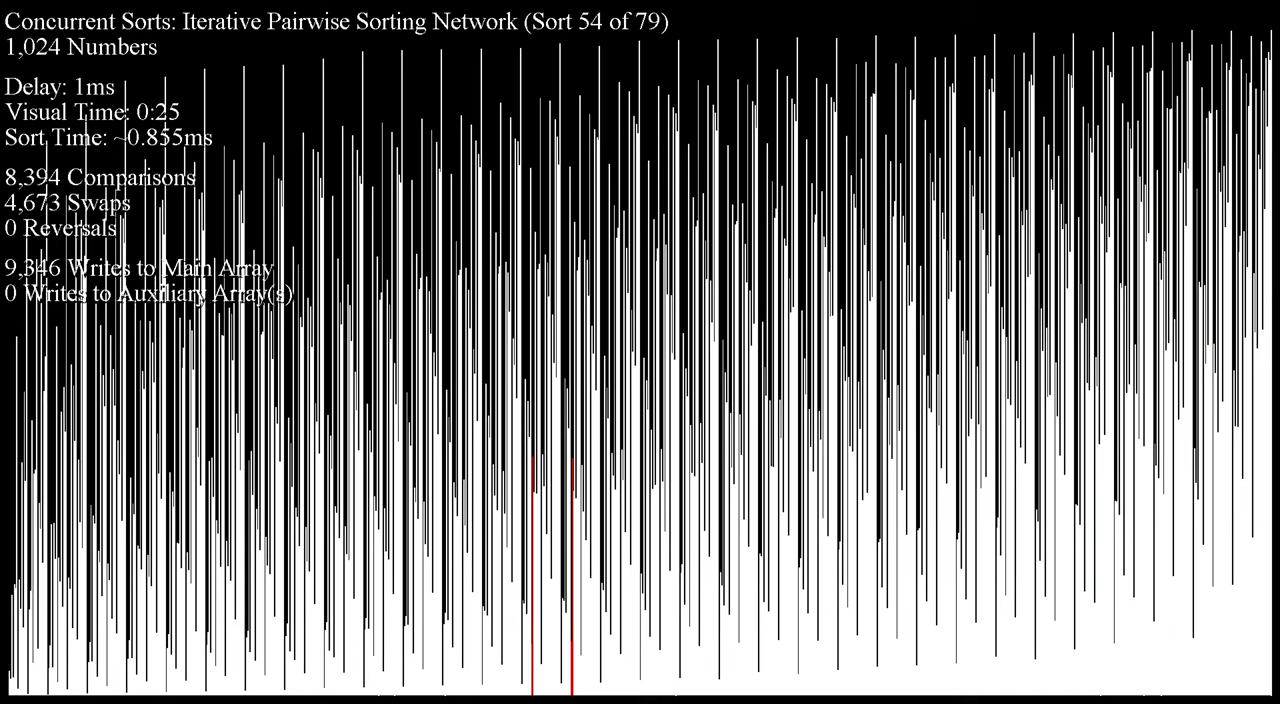 Concurrent Sorts: Iterative Pairwise Sorting Network (Sort 54 of 79)
1,024 Numbers
Delay: 1ms
Visual Time: 0:25
Sort Time: ~0.855ms
8,394 Comparisons
4,673 Swaps
0 Reversals
9,346 Writes to Main Array
0 Writes to Auxiliary Array(s)